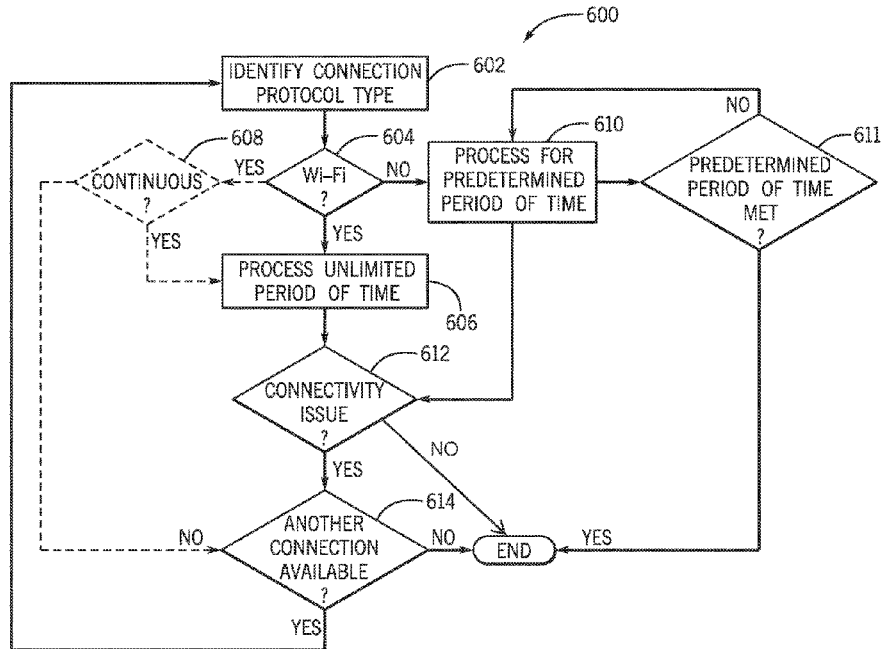 600
IDENTIFY CONNECTION
PROTOCOL TYPE
602
NO
608
604
610
611
CONTINUOUS
?
YES
Wi-Fi
?
NO
PROCESS FOR
PREDETERMINED
PERIOD OF TIME
PREDETERMINED
PERIOD OF TIME
MET
?
YES
YES
PROCESS UNLIMITED
PERIOD OF TIME
606
612
CONNECTIVITY
ISSUE
?
NO
YES
614
NO
ANOTHER
CONNECTION
AVAILABLE
?
NO
END
YES
YES